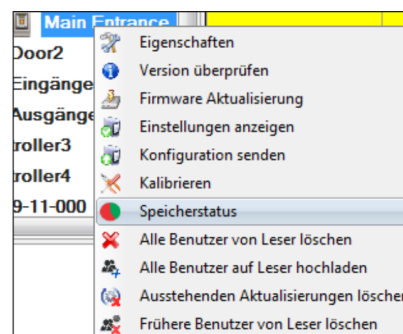 Main Entrance
Door2
Eingänge
Ausgänge
troller3
troller4
9-11-000
Eigenschaften
Version überprüfen
Firmware Aktualisierung
Einstellungen anzeigen
Konfiguration senden
Kalibrieren
Speicherstatus
Alle Benutzer von Leser löschen
Alle Benutzer auf Leser hochladen
Ausstehenden Aktualisierungen löschen
Frühere Benutzer von Leser löschen